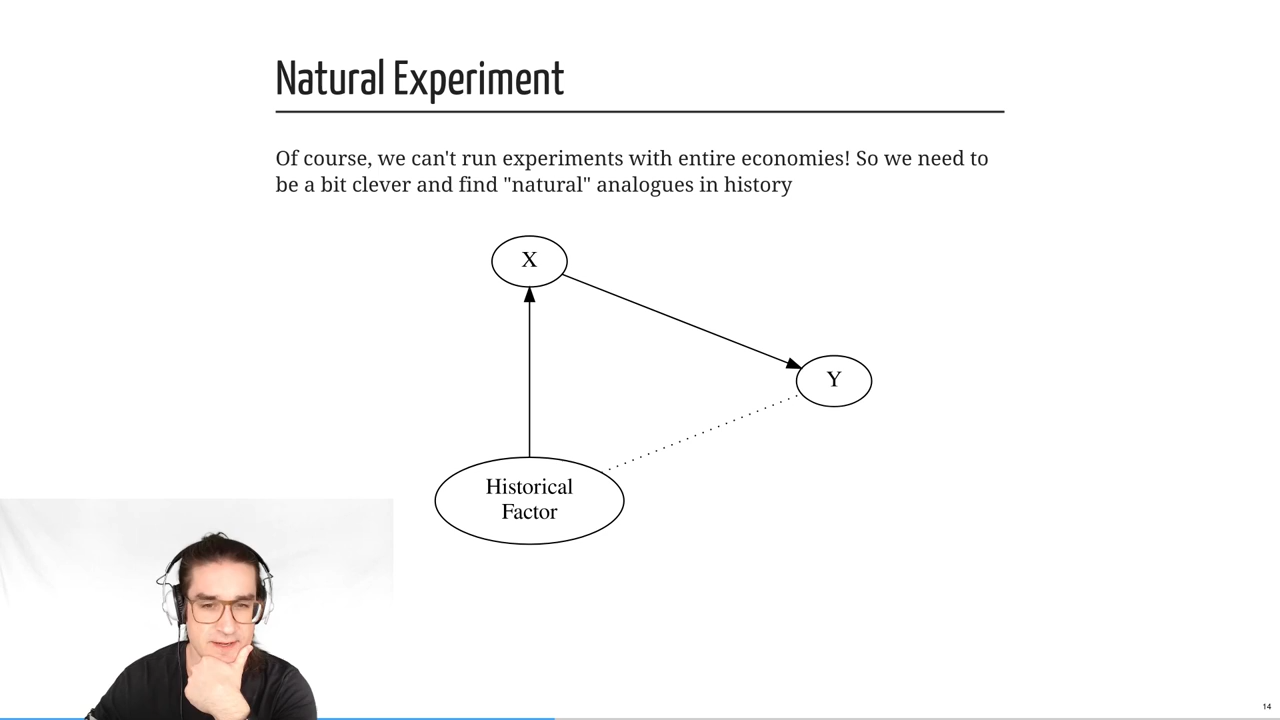 Natural Experiment
Of course, we can't run experiments with entire economies! So we need to
be a bit clever and find "natural" analogues in history
X
Y
Historical
Factor
14